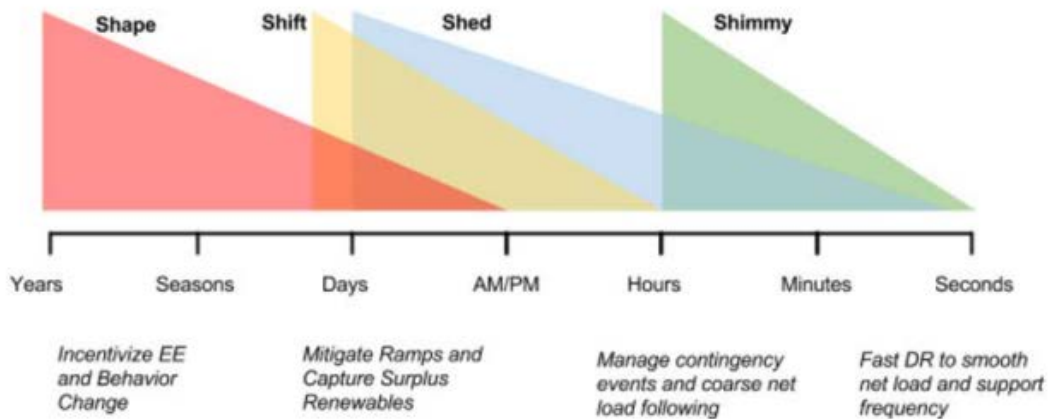 Shape
Shift
Shed
Shimmy
Years
Seasons
Days
AM/PM
Hours
Minutes
Seconds
Incentivize EE
and Behavior
Change
Mitigate Ramps and
Capture Surplus
Renewables
Manage contingency
events and coarse net
load following
Fast DR to smooth
net load and support
frequency